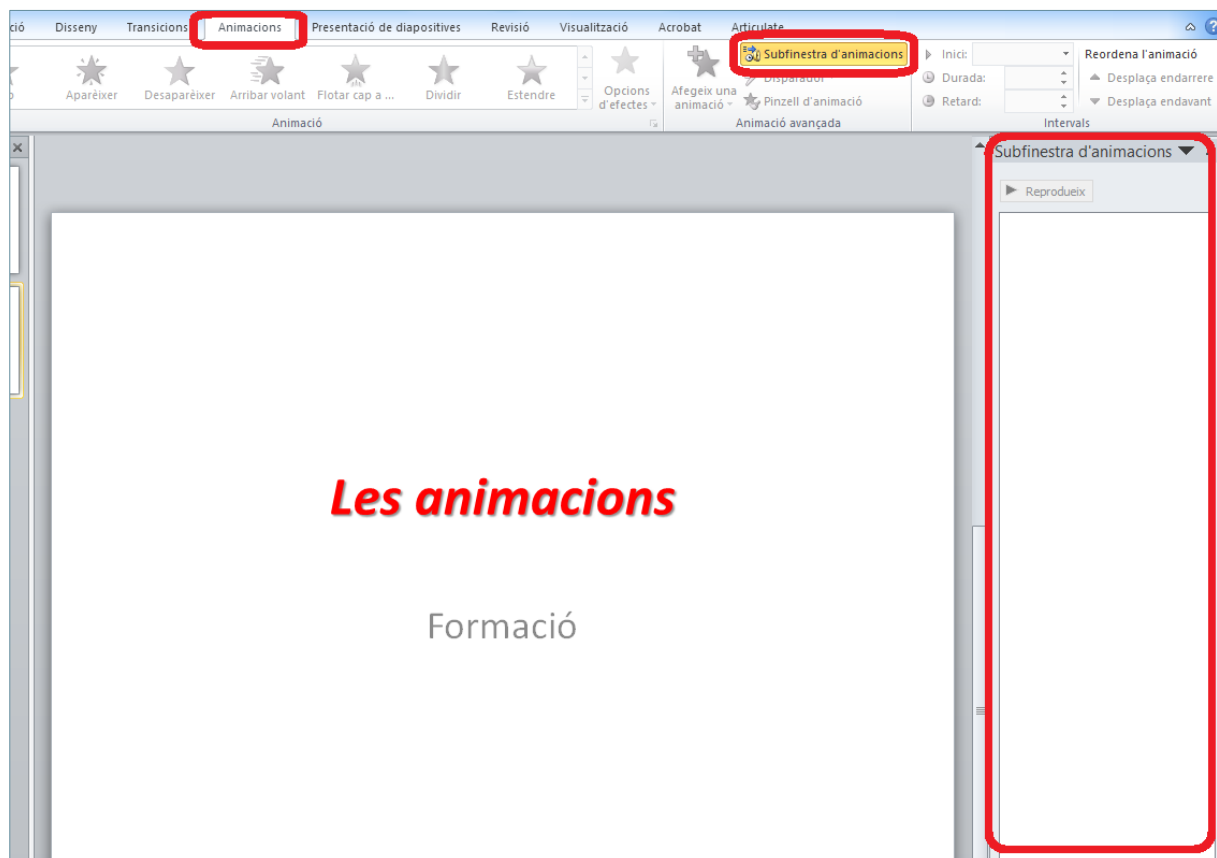 ció Disseny Transicions Animacions Presentació de diapositives Revisió Visualització Acrobat Articulate
Aparèixer Desaparèixer Arribar volant Flotar cap a ... Dividir Estendre
Opcions d'efectes
Afegeix una animació
Subfinestra d'animacions
Disparador
Pinzell d'animació
Inici:
Durada:
Retard:
Reordena l'animació
Desplaça endarrere
Desplaça endavant
Animació Animació avançada Intervals
Subfinestra d'animacions
Reprodueix
Les animacions
Formació